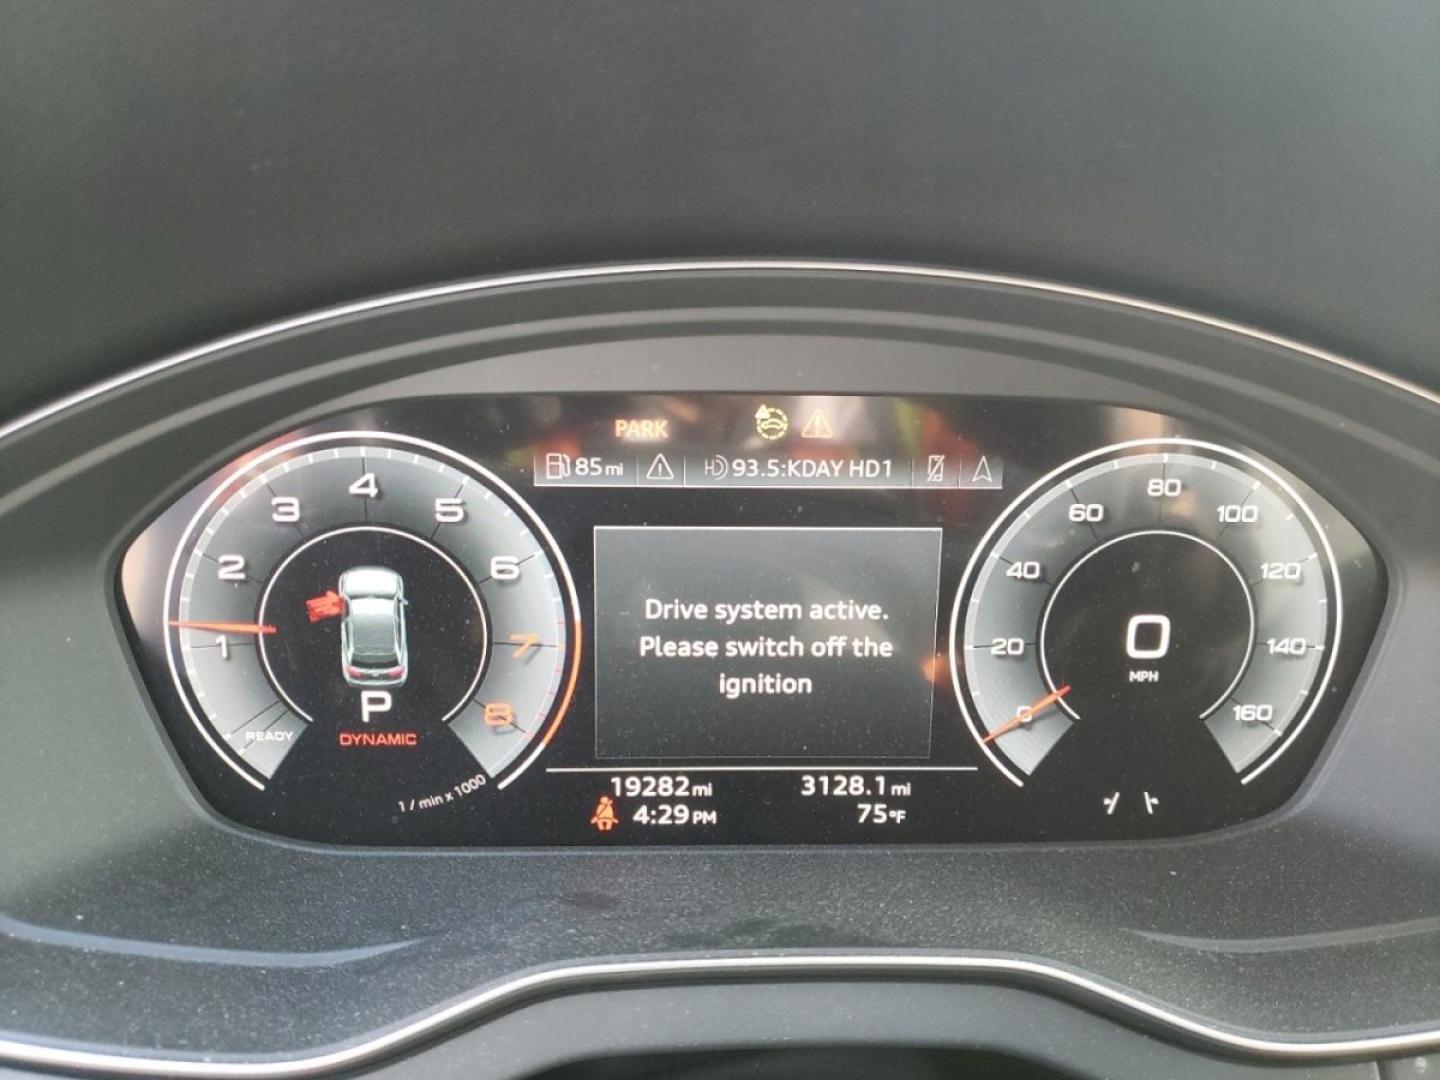 PARK
85 mi
93.5:KDAY HD1
1 2 3 4 5 6 7 8
READY
P
DYNAMIC
1 / min x 1000
Drive system active.
Please switch off the
ignition
0 20 40 60 80 100 120 140 160
0
MPH
19282 mi 3128.1 mi
4:29 PM 75°F